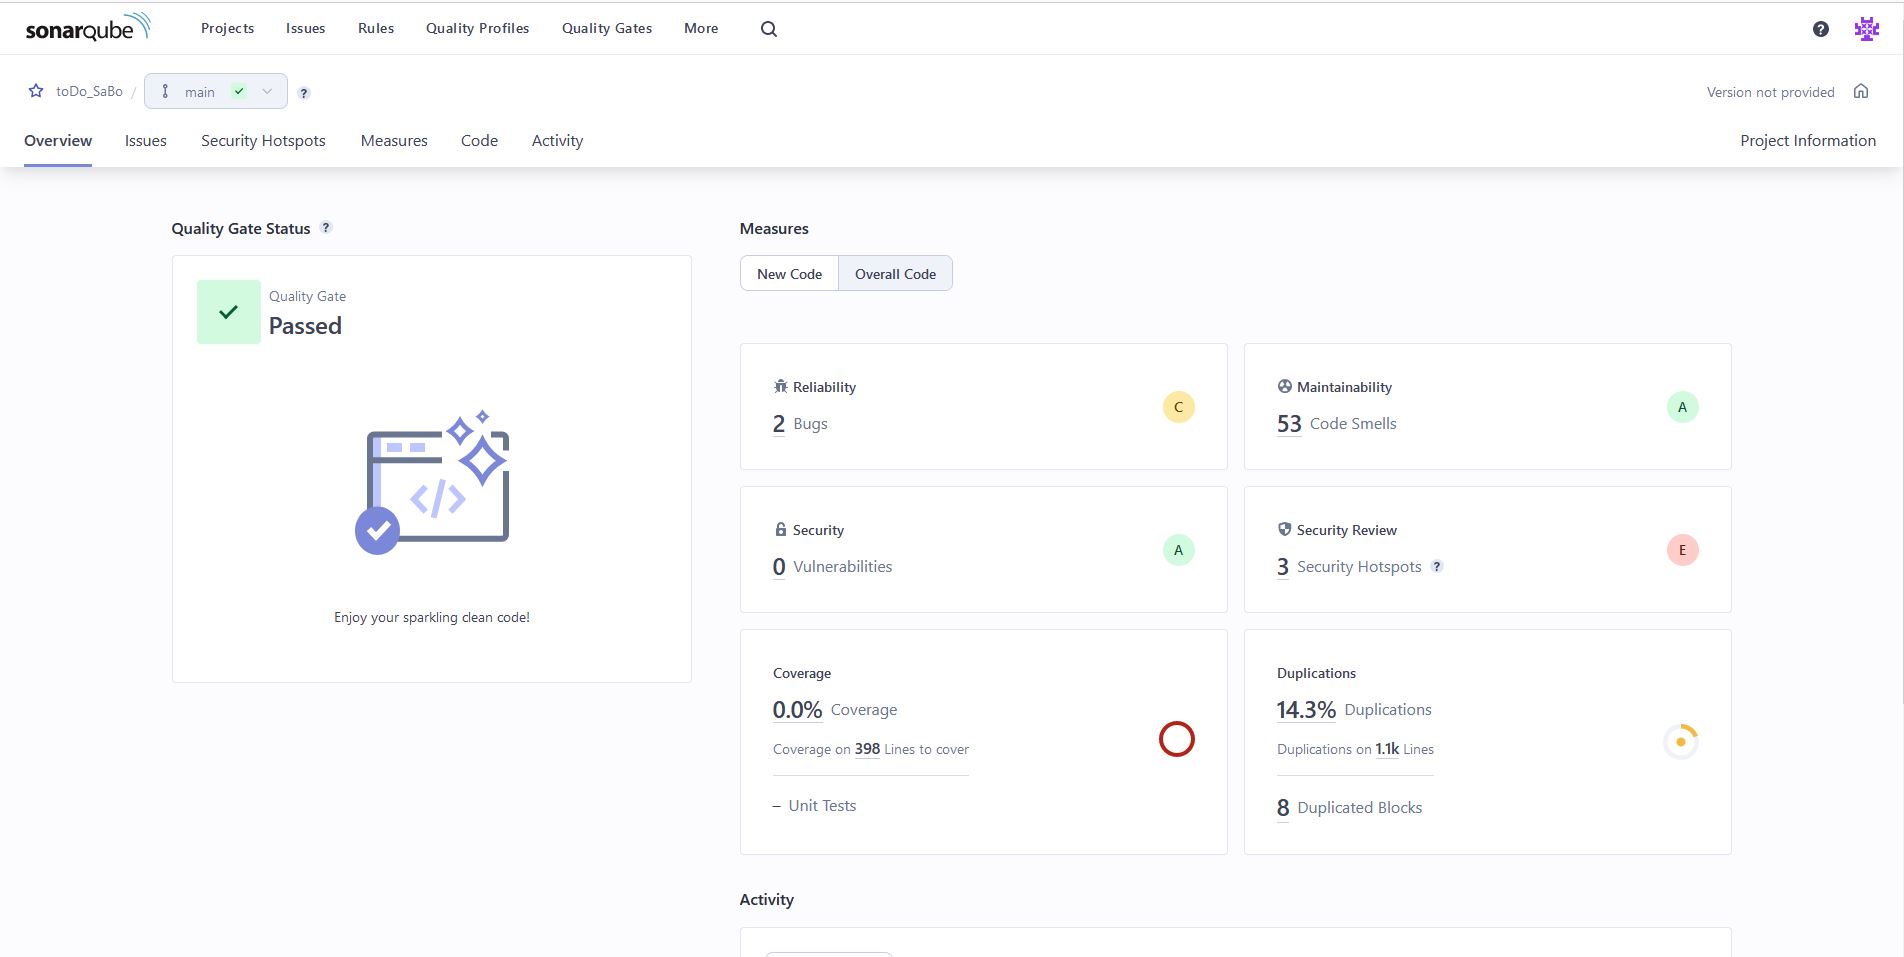 sonarqube Projects Issues Rules Quality Profiles Quality Gates More ?
toDo_SaBo / main ? Version not provided
Overview Issues Security Hotspots Measures Code Activity Project Information
Quality Gate Status ?
Quality Gate
Passed
</>
Enjoy your sparkling clean code!
Measures
New Code Overall Code
Reliability
2 Bugs
C
Maintainability
53 Code Smells
A
Security
0 Vulnerabilities
A
Security Review
3 Security Hotspots ?
E
Coverage
0.0% Coverage
Coverage on 398 Lines to cover
– Unit Tests
Duplications
14.3% Duplications
Duplications on 1.1k Lines
8 Duplicated Blocks
Activity